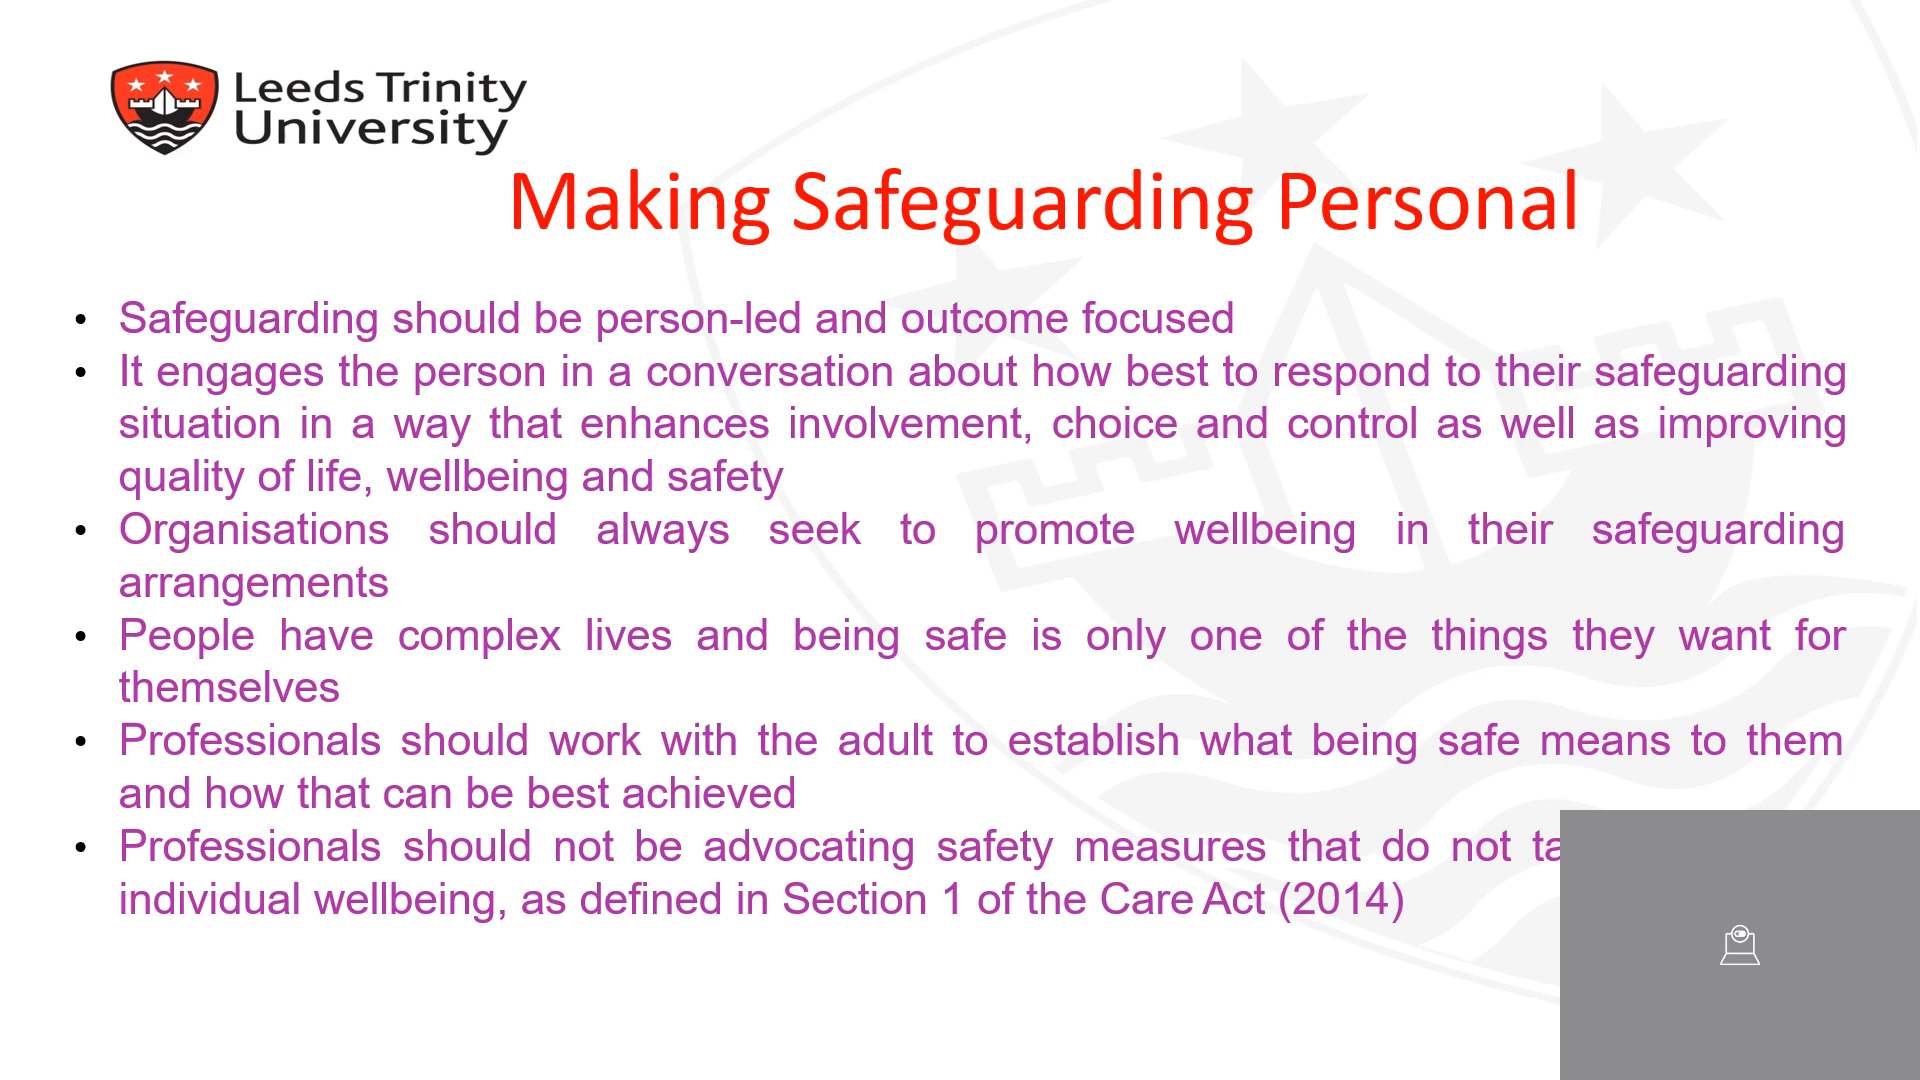 Leeds Trinity
University
Making Safeguarding Personal
• Safeguarding should be person-led and outcome focused
• It engages the person in a conversation about how best to respond to their safeguarding
situation in a way that enhances involvement, choice and control as well as improving
quality of life, wellbeing and safety
• Organisations should always seek to promote wellbeing in their safeguarding
arrangements
• People have complex lives and being safe is only one of the things they want for
themselves
• Professionals should work with the adult to establish what being safe means to them
and how that can be best achieved
• Professionals should not be advocating safety measures that do not
individual wellbeing, as defined in Section 1 of the Care Act (2014)